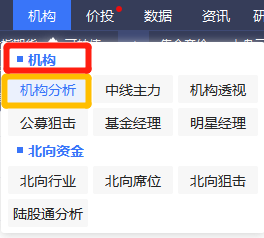 机构 价投 数据 资讯
机构
机构分析 中线主力 机构透视
公募狙击 基金经理 明星经理
北向资金
北向行业 北向席位 北向狙击
陆股通分析